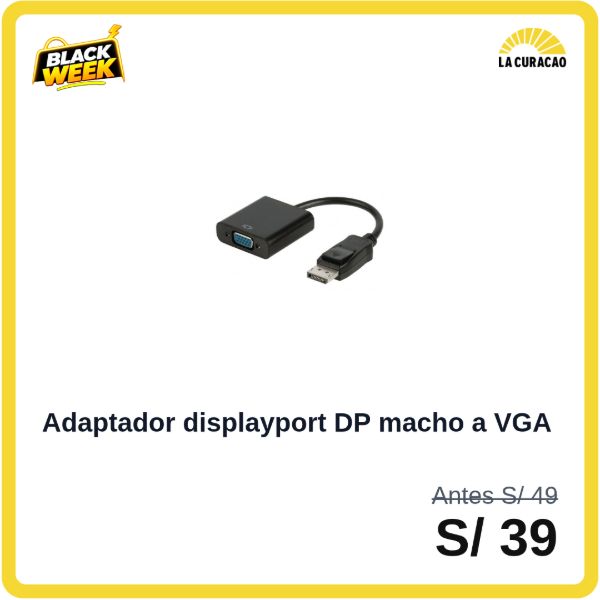 BLACK
WEEK
LA CURACAO
Adaptador displayport DP macho a VGA
Antes S/ 49
S/ 39